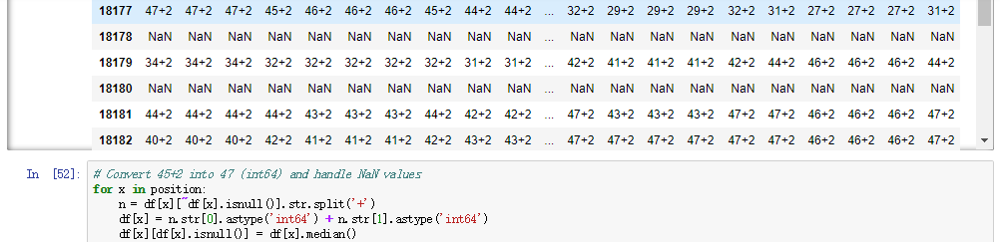 18177 47+2 47+2 47+2 45+2 46+2 46+2 46+2 45+2 44+2 44+2 ... 32+2 29+2 29+2 29+2 32+2 31+2 27+2 27+2 27+2 31+2
18178 NaN NaN NaN NaN NaN NaN NaN NaN NaN NaN ... NaN NaN NaN NaN NaN NaN NaN NaN NaN NaN
18179 34+2 34+2 34+2 32+2 32+2 32+2 32+2 32+2 31+2 31+2 ... 42+2 41+2 41+2 41+2 42+2 44+2 46+2 46+2 46+2 44+2
18180 NaN NaN NaN NaN NaN NaN NaN NaN NaN NaN ... NaN NaN NaN NaN NaN NaN NaN NaN NaN NaN
18181 44+2 44+2 44+2 44+2 43+2 43+2 43+2 44+2 42+2 42+2 ... 47+2 43+2 43+2 43+2 47+2 47+2 46+2 46+2 46+2 47+2
18182 40+2 40+2 40+2 42+2 41+2 41+2 41+2 42+2 43+2 43+2 ... 47+2 47+2 47+2 47+2 47+2 47+2 46+2 46+2 46+2 47+2
In [52]: # Convert 45+2 into 47 (int64) and handle NaN values
for x in position:
n = df[x][~df[x].isnull()].str.split('+')
df[x] = n.str[0].astype('int64') + n.str[1].astype('int64')
df[x][df[x].isnull()] = df[x].median()